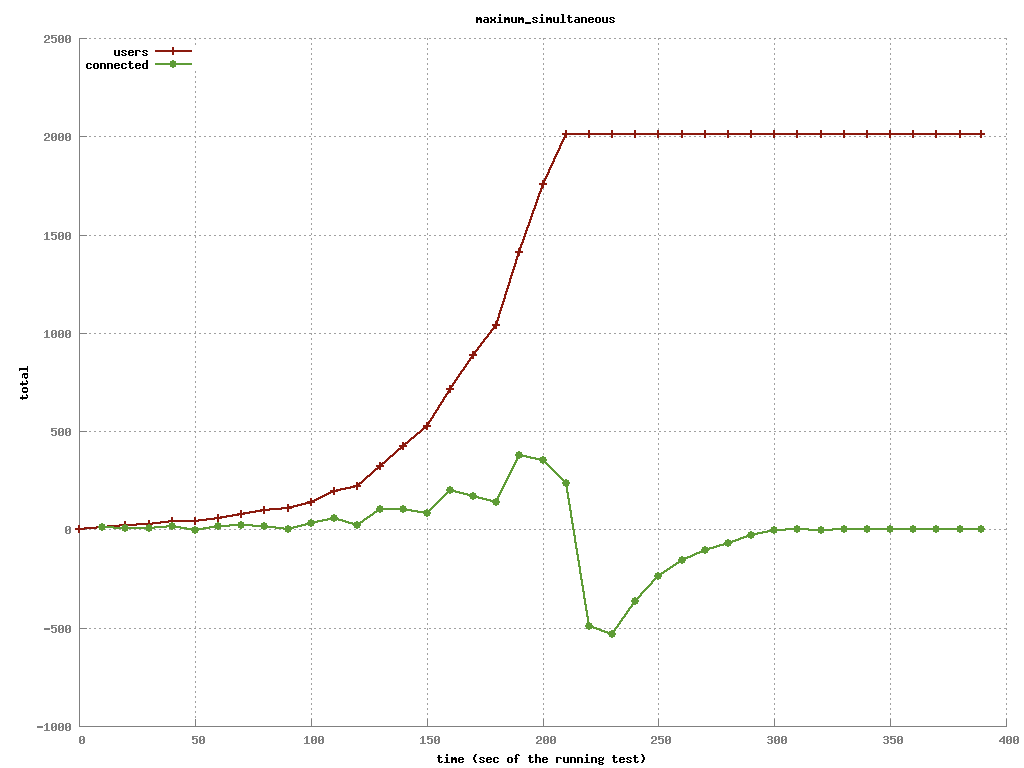 maximum_simultaneous
2500
users
connected
2000
1500
1000
total
500
0
-500
-1000
0 50 100 150 200 250 300 350 400
time (sec of the running test)